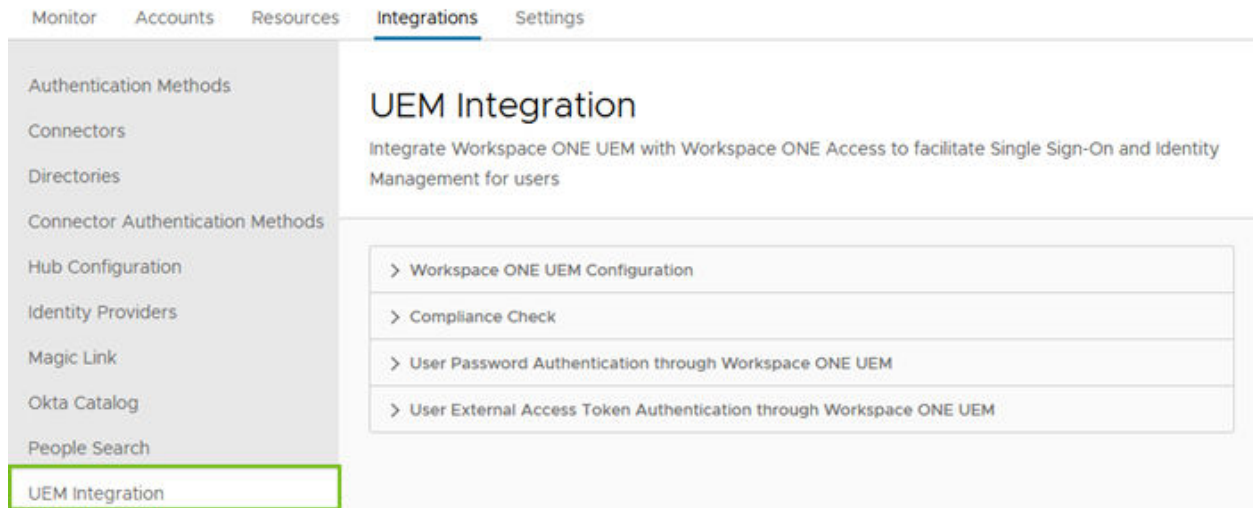 Monitor Accounts Resources Integrations Settings
Authentication Methods
Connectors
Directories
Connector Authentication Methods
Hub Configuration
Identity Providers
Magic Link
Okta Catalog
People Search
UEM Integration
UEM Integration
Integrate Workspace ONE UEM with Workspace ONE Access to facilitate Single Sign-On and Identity
Management for users
> Workspace ONE UEM Configuration
> Compliance Check
> User Password Authentication through Workspace ONE UEM
> User External Access Token Authentication through Workspace ONE UEM